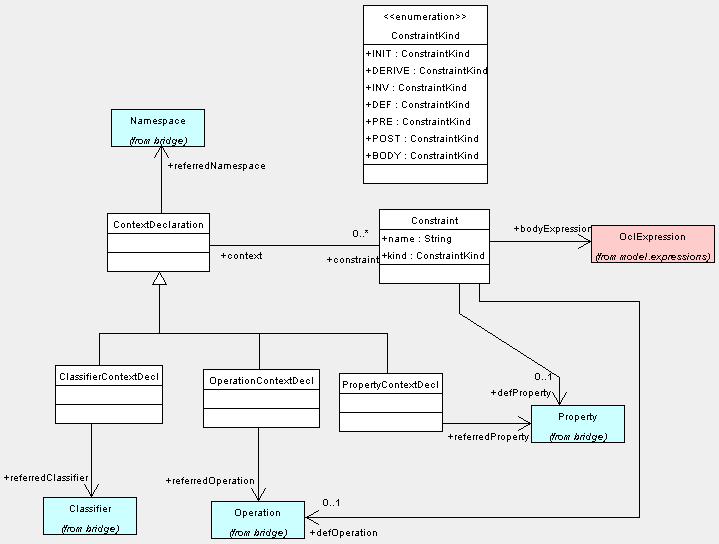 <<enumeration>>
ConstraintKind
+INIT : ConstraintKind
+DERIVE : ConstraintKind
+INV : ConstraintKind
+DEF : ConstraintKind
+PRE : ConstraintKind
+POST : ConstraintKind
+BODY : ConstraintKind
Namespace
(from bridge)
+referredNamespace
ContextDeclaration
+context
0..*
+constraint
Constraint
+name : String
+kind : ConstraintKind
+bodyExpression
OclExpression
(from model.expressions)
ClassifierContextDecl
OperationContextDecl
PropertyContextDecl
0..1
+defProperty
Property
(from bridge)
+referredProperty
+referredClassifier
+referredOperation
Classifier
(from bridge)
Operation
(from bridge)
0..1
+defOperation